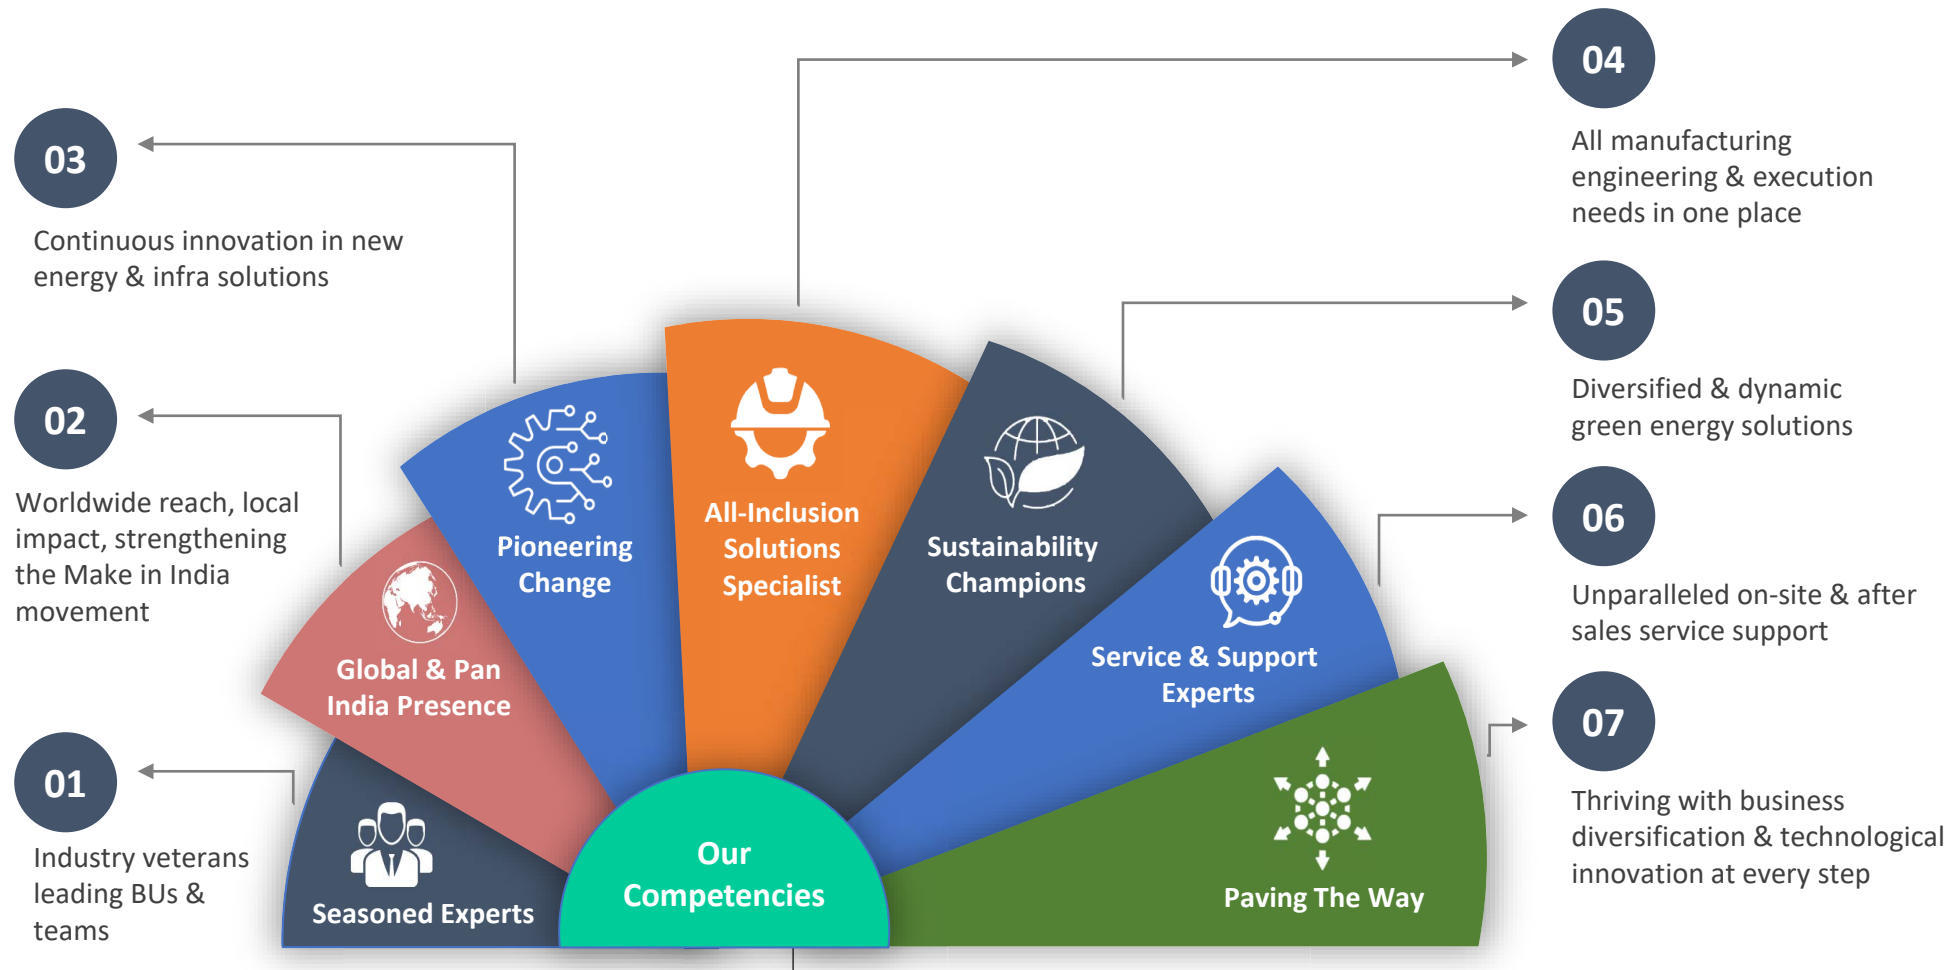 01
Industry veterans
leading BUs &
teams
Seasoned Experts
02
Worldwide reach, local
impact, strengthening
the Make in India
movement
Global & Pan
India Presence
03
Continuous innovation in new
energy & infra solutions
Pioneering
Change
04
All manufacturing
engineering & execution
needs in one place
All-Inclusion
Solutions
Specialist
05
Diversified & dynamic
green energy solutions
Sustainability
Champions
06
Unparalleled on-site & after
sales service support
Service & Support
Experts
07
Thriving with business
diversification & technological
innovation at every step
Paving The Way
Our
Competencies